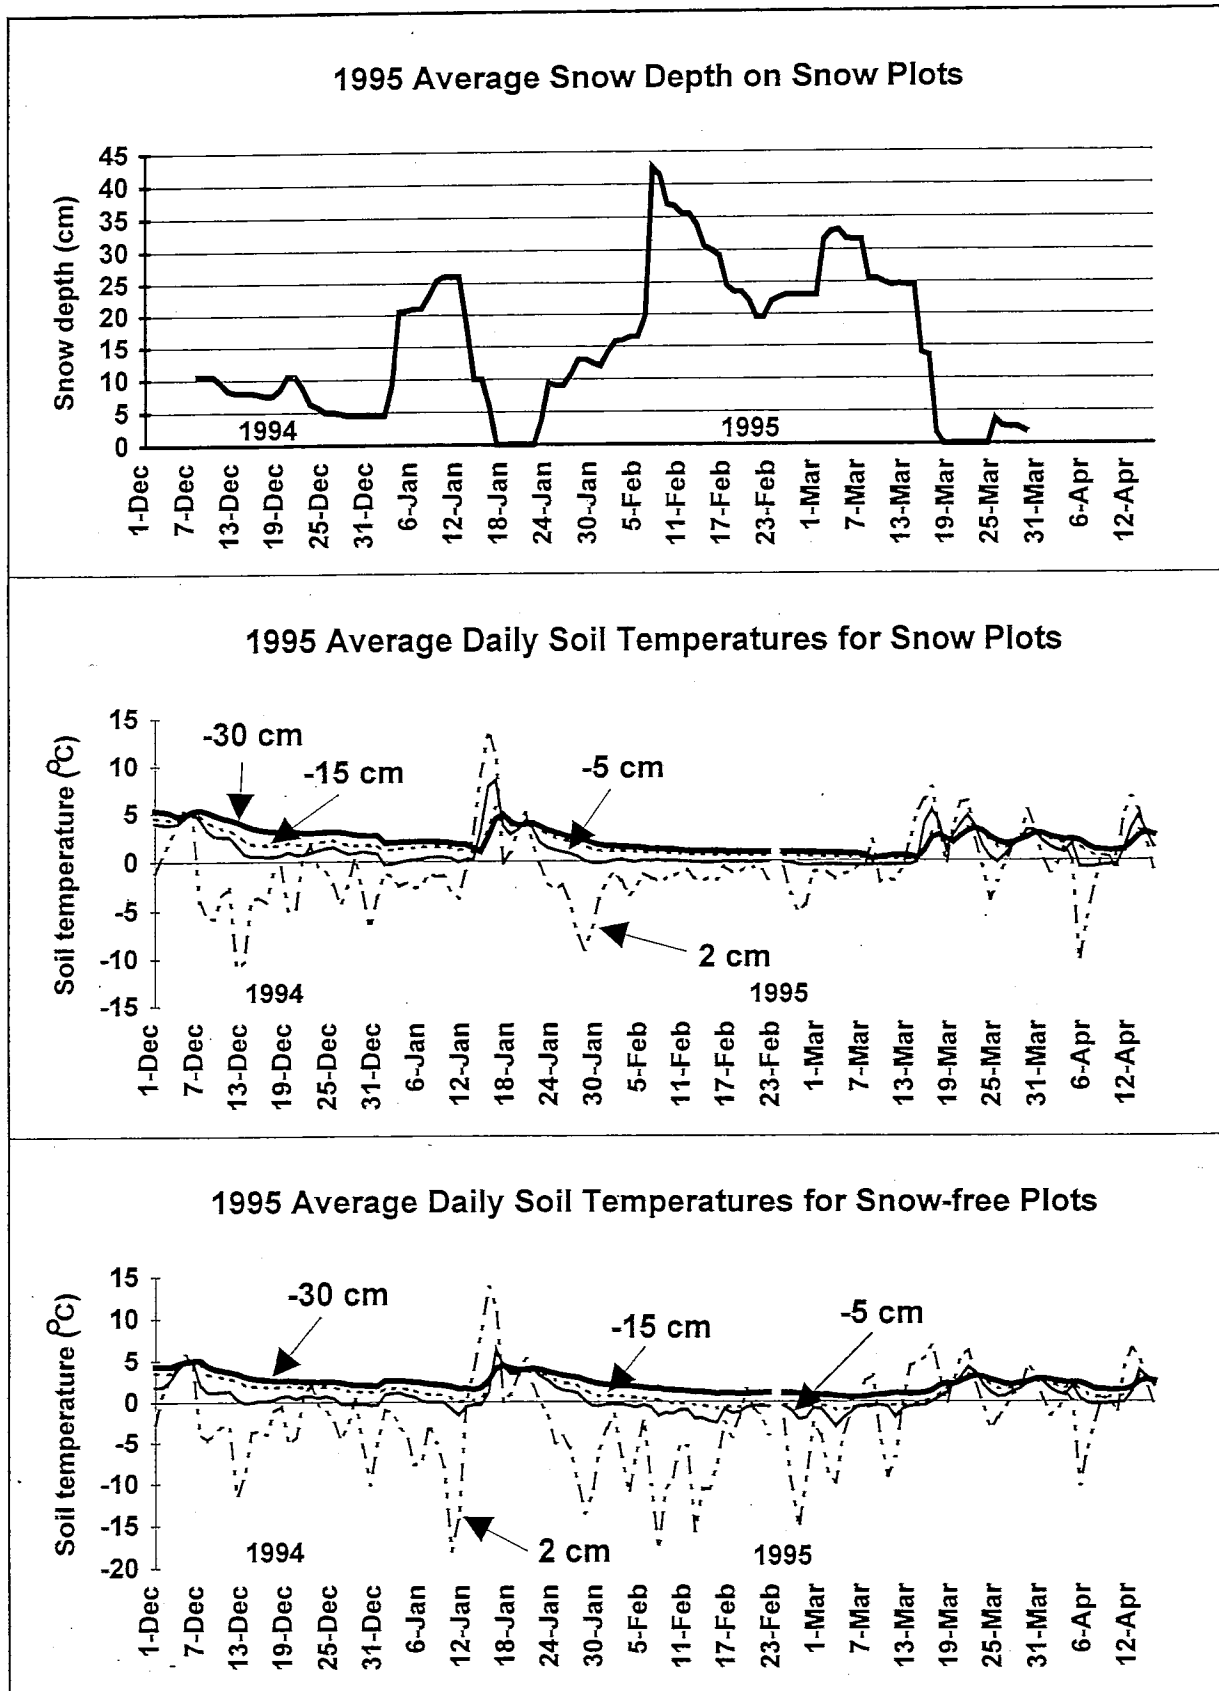 1995 Average Snow Depth on Snow Plots
Snow depth (cm)
45
40
35
30
25
20
15
10
5
0
1994
1995
1-Dec 7-Dec 13-Dec 19-Dec 25-Dec 31-Dec 6-Jan 12-Jan 18-Jan 24-Jan 30-Jan 5-Feb 11-Feb 17-Feb 23-Feb 1-Mar 7-Mar 13-Mar 19-Mar 25-Mar 31-Mar 6-Apr 12-Apr
1995 Average Daily Soil Temperatures for Snow Plots
Soil temperature (ºC)
15
10
5
0
-5
-10
-15
-30 cm
-15 cm
-5 cm
2 cm
1994
1995
1-Dec 7-Dec 13-Dec 19-Dec 25-Dec 31-Dec 6-Jan 12-Jan 18-Jan 24-Jan 30-Jan 5-Feb 11-Feb 17-Feb 23-Feb 1-Mar 7-Mar 13-Mar 19-Mar 25-Mar 31-Mar 6-Apr 12-Apr
1995 Average Daily Soil Temperatures for Snow-free Plots
Soil temperature (ºC)
15
10
5
0
-5
-10
-15
-20
-30 cm
-15 cm
-5 cm
2 cm
1994
1995
1-Dec 7-Dec 13-Dec 19-Dec 25-Dec 31-Dec 6-Jan 12-Jan 18-Jan 24-Jan 30-Jan 5-Feb 11-Feb 17-Feb 23-Feb 1-Mar 7-Mar 13-Mar 19-Mar 25-Mar 31-Mar 6-Apr 12-Apr